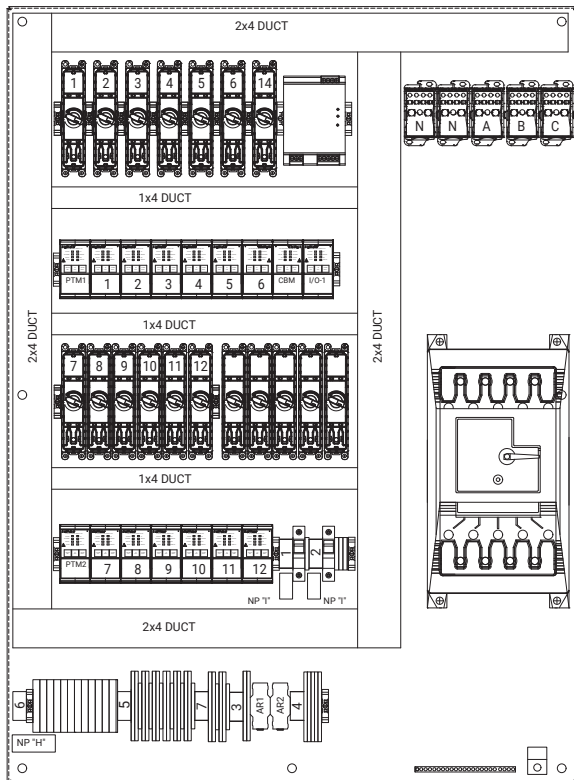 2x4 DUCT
1 2 3 4 5 6 14
N N A B C
1x4 DUCT
PTM1 1 2 3 4 5 6 CBM I/O-1
1x4 DUCT
2x4 DUCT
2x4 DUCT
7 8 9 10 11 12
1x4 DUCT
PTM2 7 8 9 10 11 12 1 2
NP "I" NP "I"
2x4 DUCT
6 5 7 3 AR1 AR2 4
NP "H"